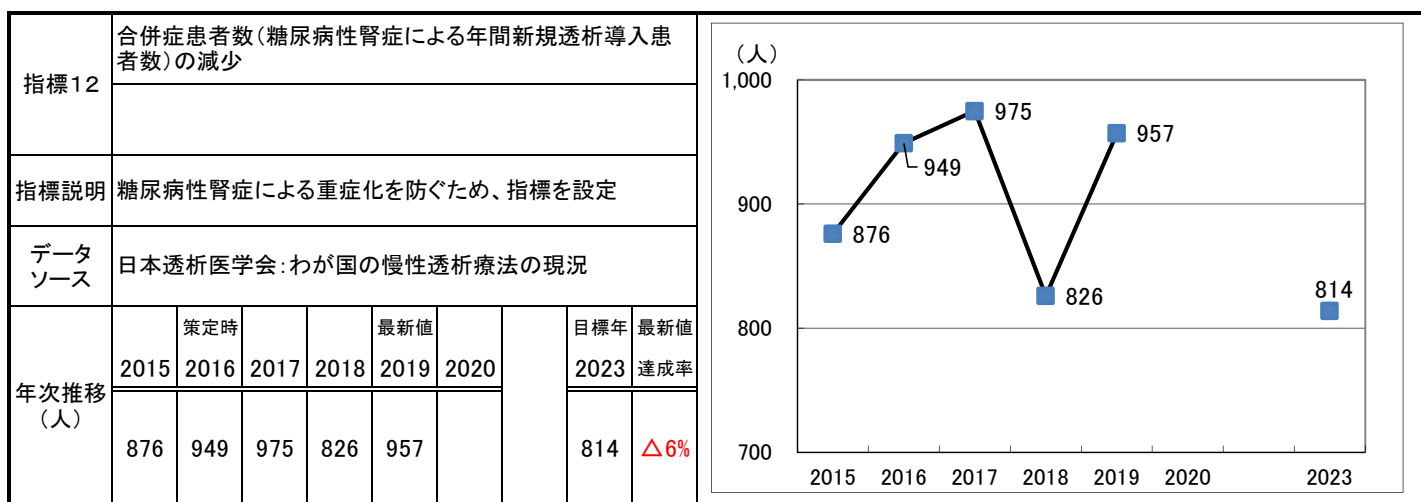 指標12
合併症患者数(糖尿病性腎症による年間新規透析導入患
者数)の減少
指標説明
糖尿病性腎症による重症化を防ぐため、指標を設定
データ
ソース
日本透析医学会:わが国の慢性透析療法の現況
年次推移
(人)
策定時 最新値 目標年 最新値
2015 2016 2017 2018 2019 2020 2023 達成率
876 949 975 826 957 814 △6%
(人)
1,000
900
800
700
876
949
975
826
957
814
2015 2016 2017 2018 2019 2020 2023